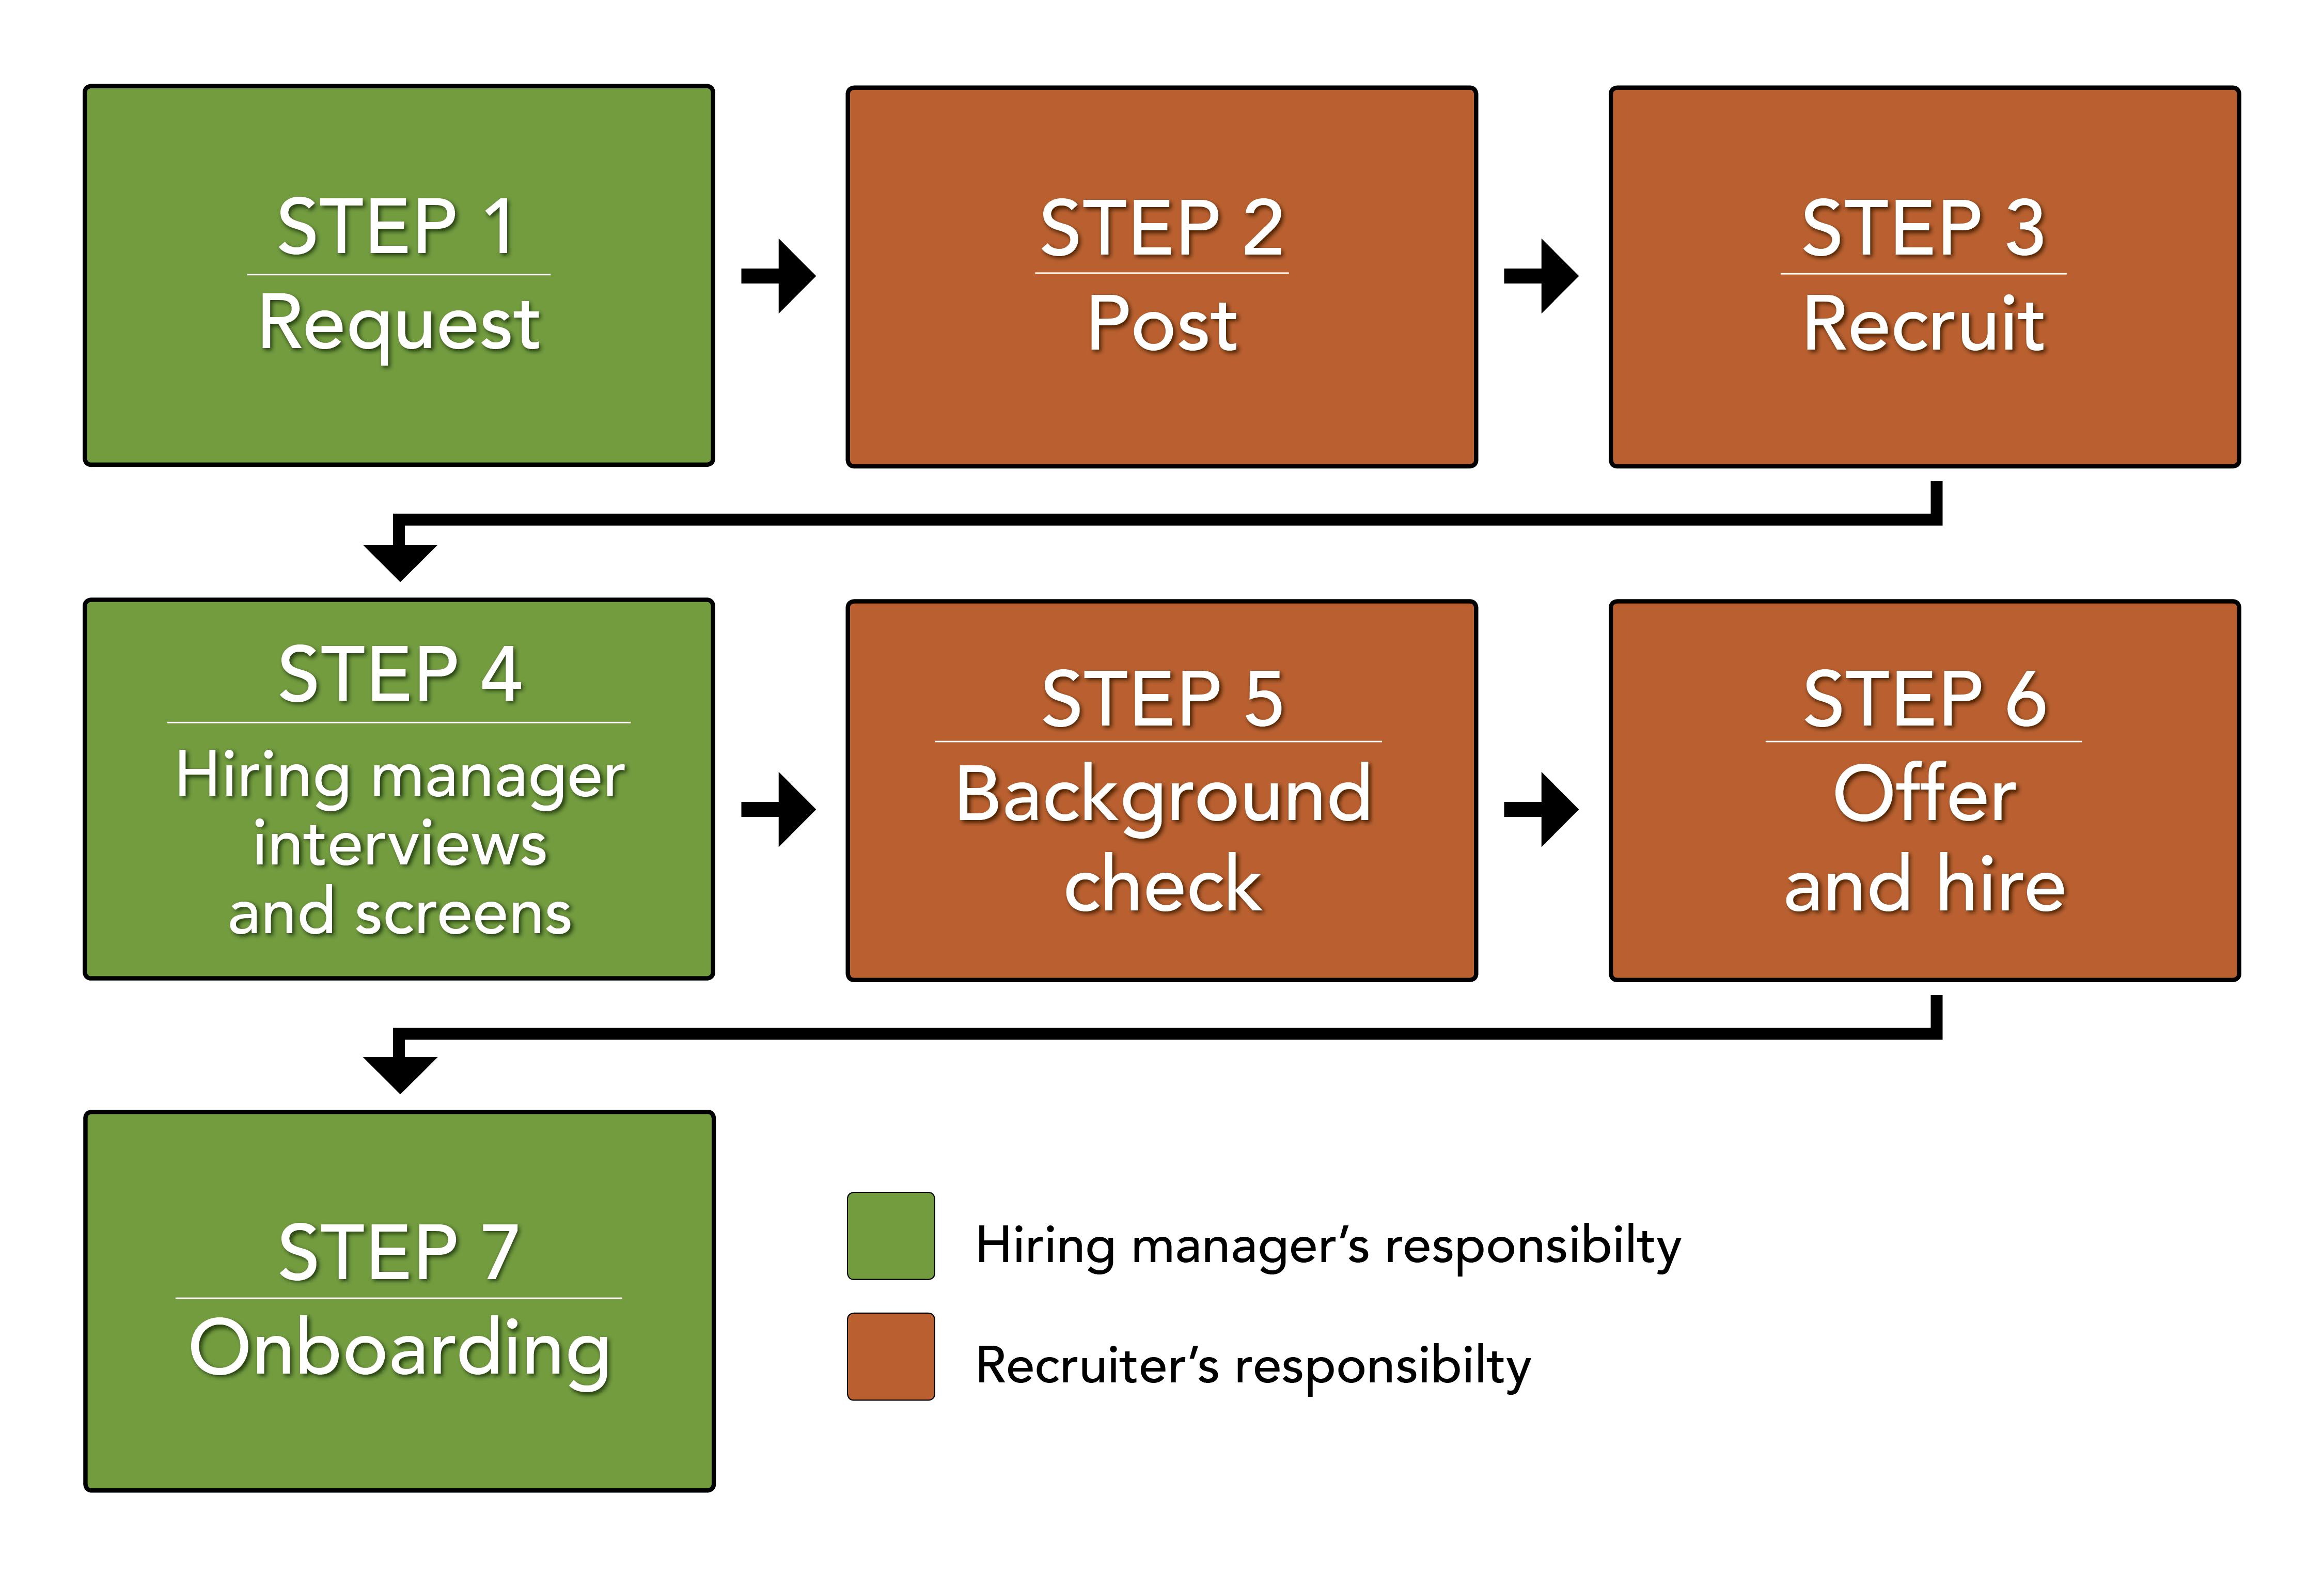 STEP 1
Request
STEP 2
Post
STEP 3
Recruit
STEP 4
Hiring manager
interviews
and screens
STEP 5
Background
check
STEP 6
Offer
and hire
STEP 7
Onboarding
Hiring manager’s responsibilty
Recruiter’s responsibilty